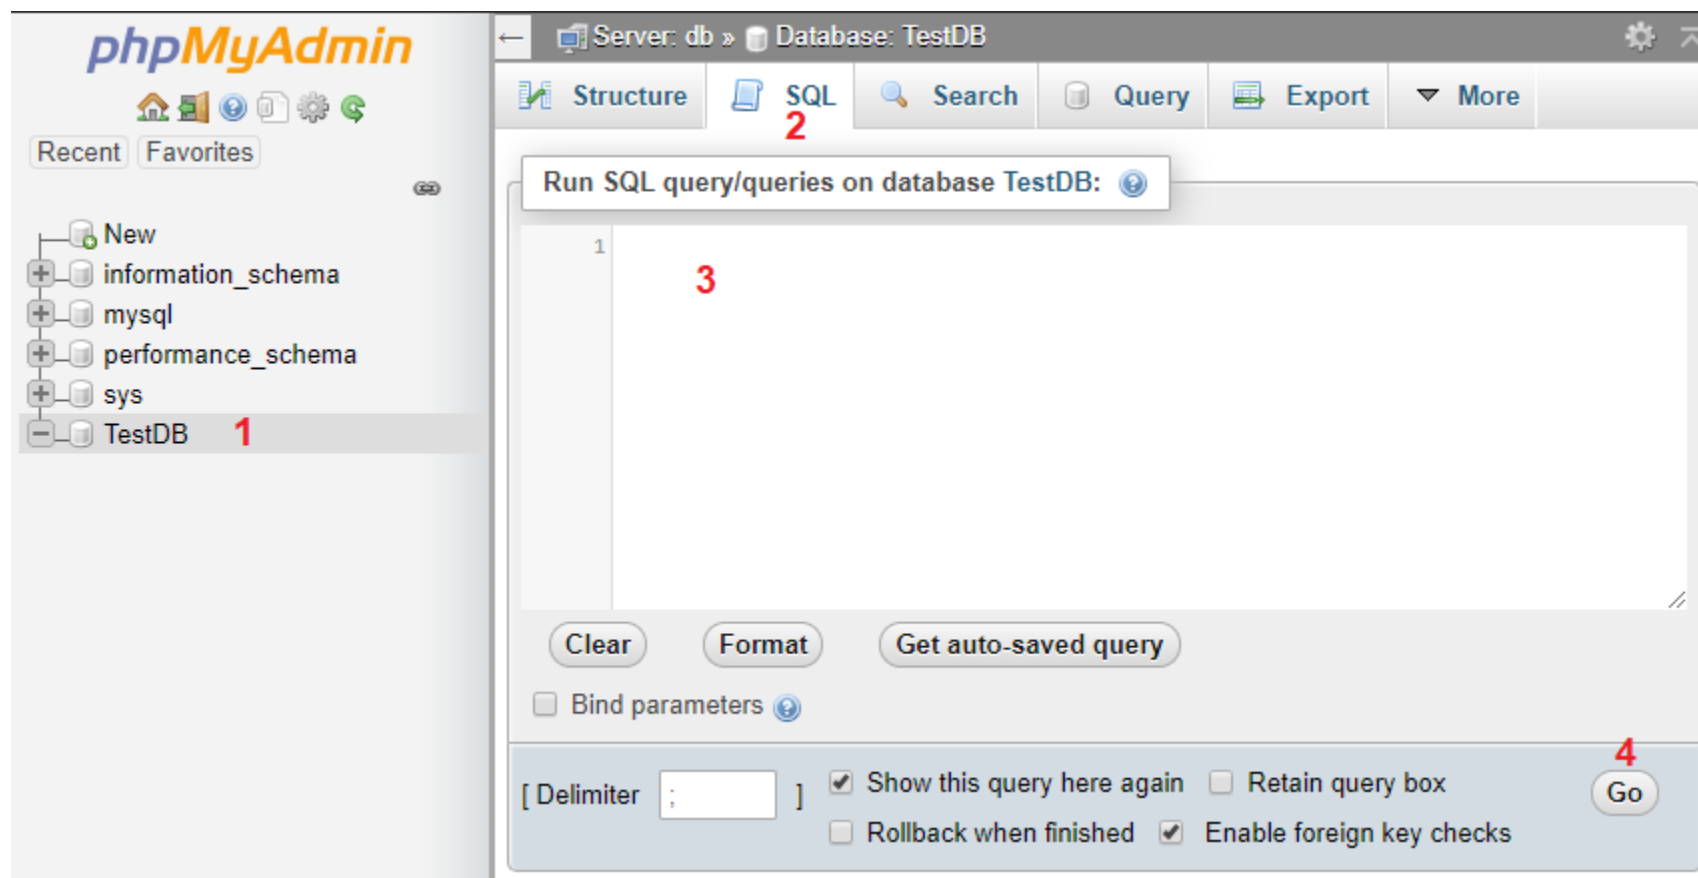 phpMyAdmin
Recent Favorites
New
information_schema
mysql
performance_schema
sys
TestDB 1
← Server: db » Database: TestDB
Structure SQL Search Query Export More
2
Run SQL query/queries on database TestDB:
1
3
Clear Format Get auto-saved query
Bind parameters
4
[ Delimiter ; ] Show this query here again Retain query box Go
Rollback when finished Enable foreign key checks